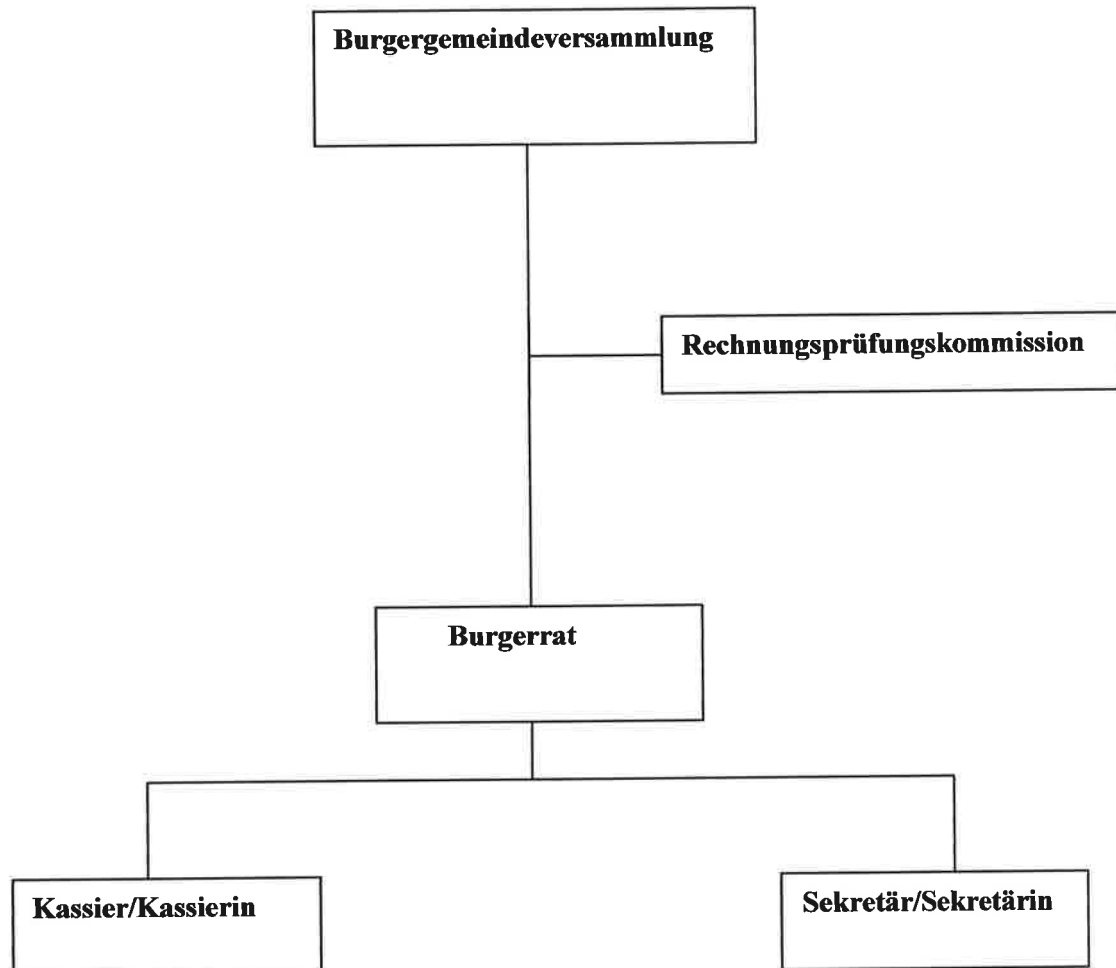 Burgergemeindeversammlung
Rechnungsprüfungskommission
Burgerrat
Kassier/Kassierin
Sekretär/Sekretärin